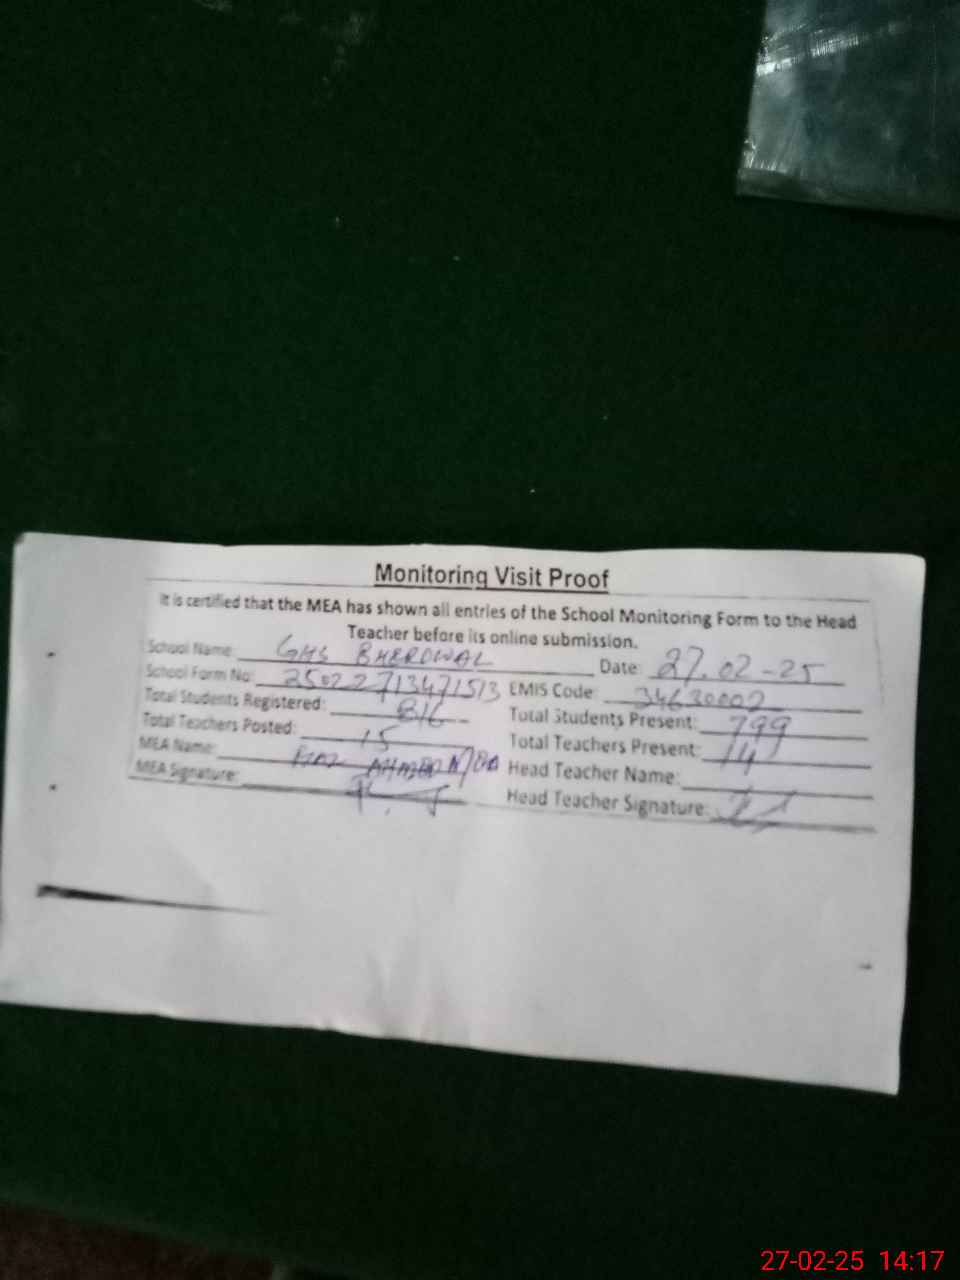 Monitoring Visit Proof
It is certified that the MEA has shown all entries of the School Monitoring Form to the Head
Teacher before its online submission.
School Name: GHS BHEROWAL Date: 27.02-25
School Form No: 25022713471513 EMIS Code: 34630002
Total Students Registered: 816 Total Students Present: 799
Total Teachers Posted: 15 Total Teachers Present: 14
MEA Name: AHMED Head Teacher Name:
MEA Signature: Head Teacher Signature:
27-02-25 14:17